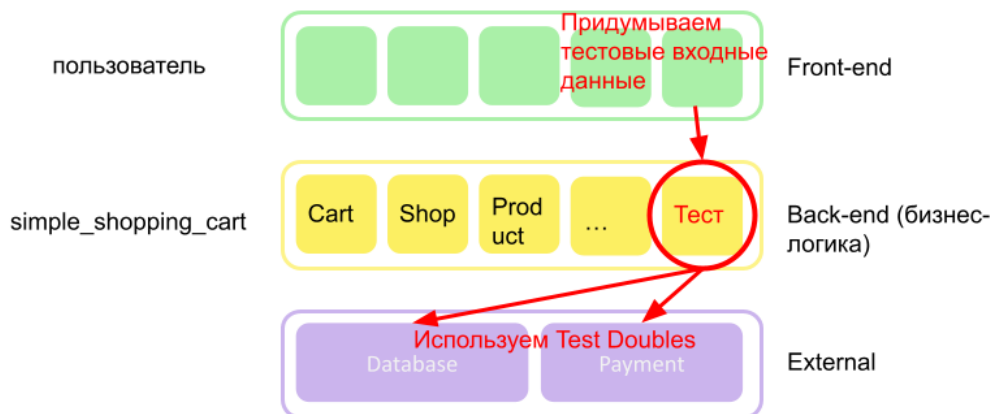 Придумываем
тестовые входные
данные
пользователь
Front-end
simple_shopping_cart
Cart
Shop
Prod
uct
...
Тест
Back-end (бизнес-
логика)
Используем Test Doubles
Database
Payment
External